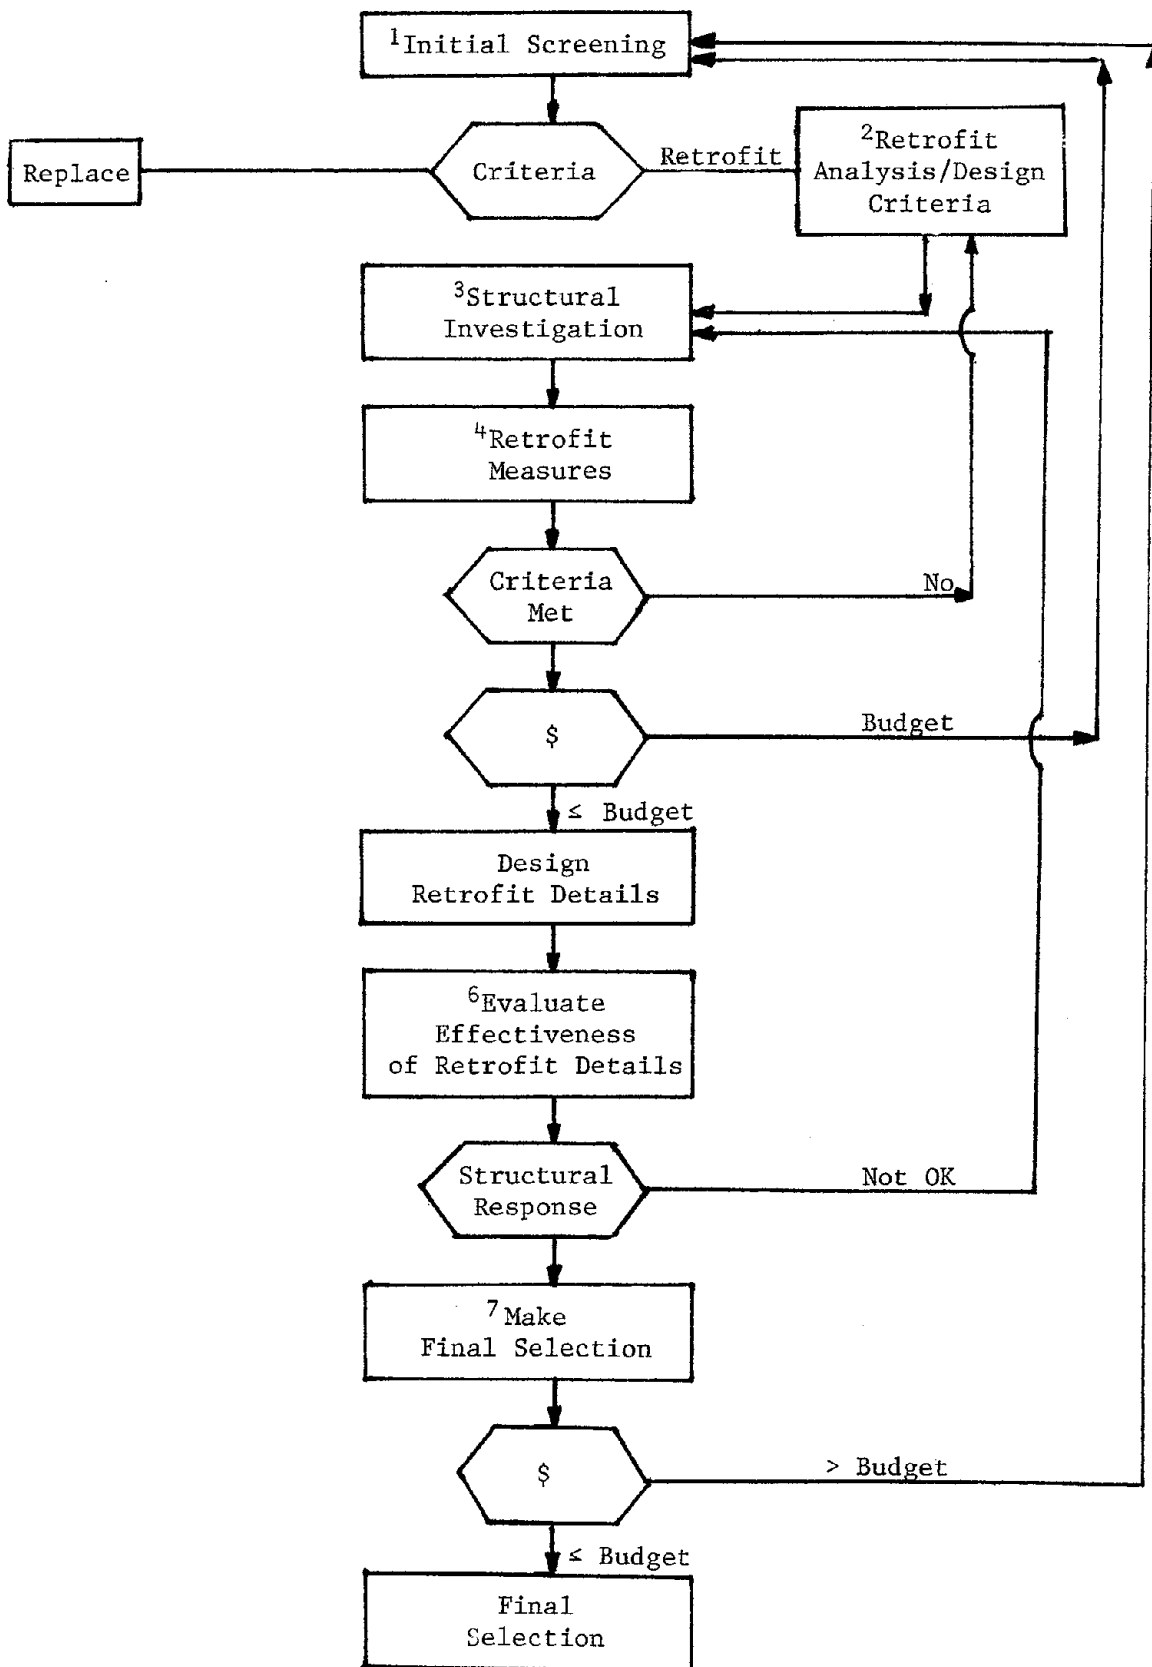 1Initial Screening
Replace
Criteria
Retrofit
2Retrofit
Analysis/Design
Criteria
3Structural
Investigation
4Retrofit
Measures
Criteria
Met
No
$
Budget
≤ Budget
Design
Retrofit Details
6Evaluate
Effectiveness
of Retrofit Details
Structural
Response
Not OK
7Make
Final Selection
$
> Budget
≤ Budget
Final
Selection